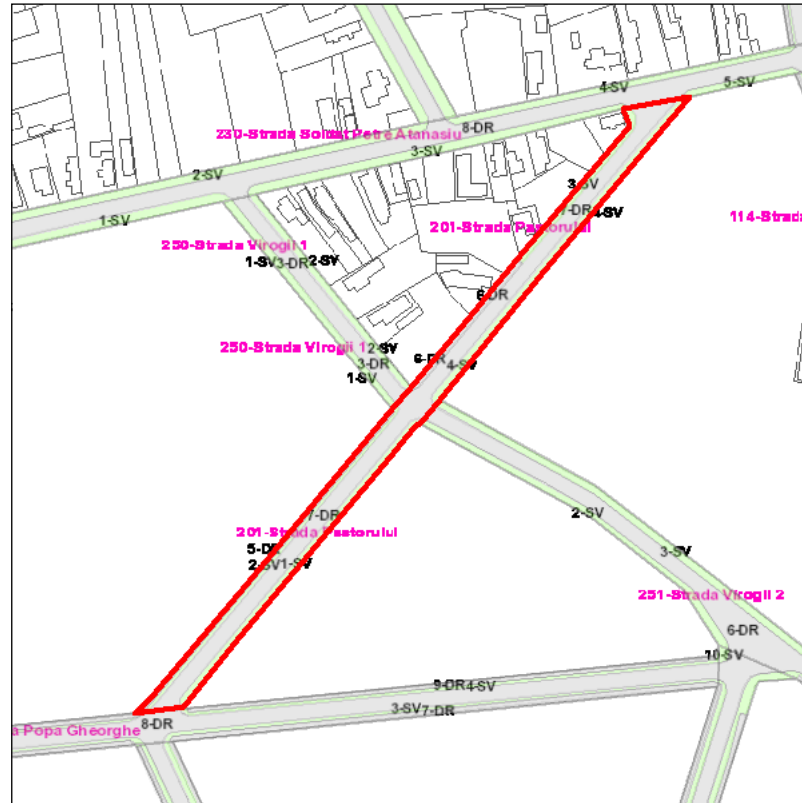 4-SV
5-SV
8-DR
230-Strada Soldat Petre Atanasiu
3-SV
2-SV
3-SV
7-DR
4-SV
1-SV
201-Strada Pastorului
114-Strada
250-Strada Virogii 1
1-SV
3-DR
2-SV
6-DR
250-Strada Virogii 1
2-SV
6-DR
3-DR
4-SV
1-SV
7-DR
2-SV
201-Strada Pastorului
5-DR
3-SV
2-SV
1-SV
251-Strada Virogii 2
6-DR
10-SV
9-DR
4-SV
3-SV
7-DR
8-DR
a Popa Gheorghe